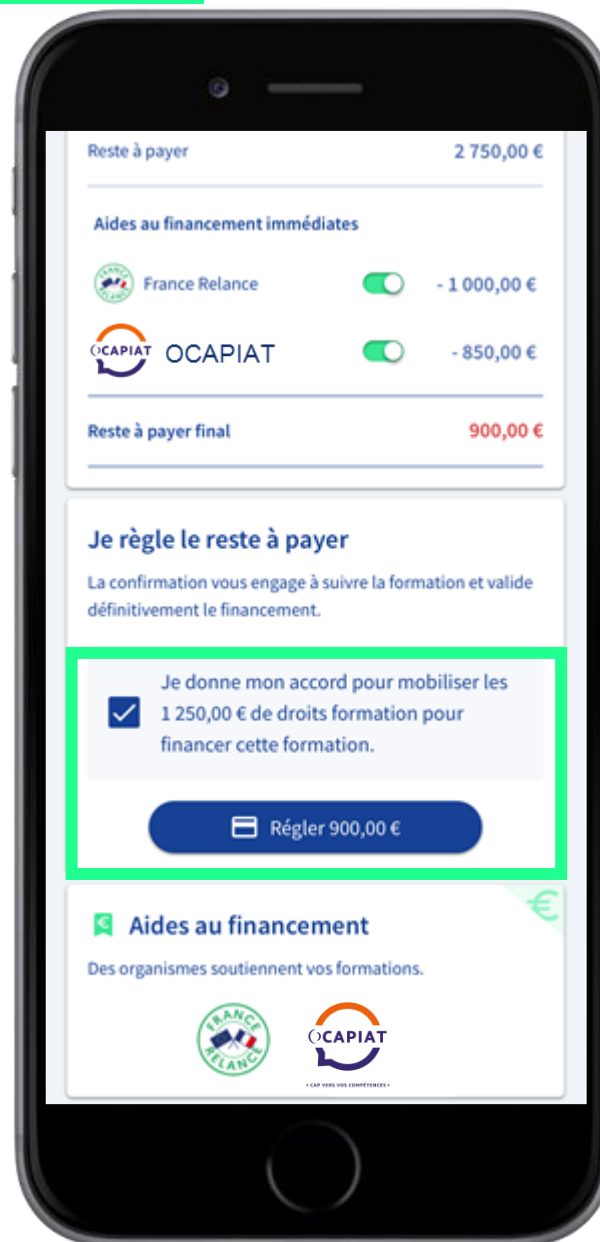 Reste à payer 2 750,00 €
Aides au financement immédiates
FRANCE RELANCE France Relance - 1 000,00 €
OCAPIAT OCAPIAT - 850,00 €
Reste à payer final 900,00 €
Je règle le reste à payer
La confirmation vous engage à suivre la formation et valide
définitivement le financement.
Je donne mon accord pour mobiliser les
1 250,00 € de droits formation pour
financer cette formation.
Régler 900,00 €
€
Aides au financement
Des organismes soutiennent vos formations.
FRANCE
RELANCE
OCAPIAT
• CAP VERS VOS COMPÉTENCES •